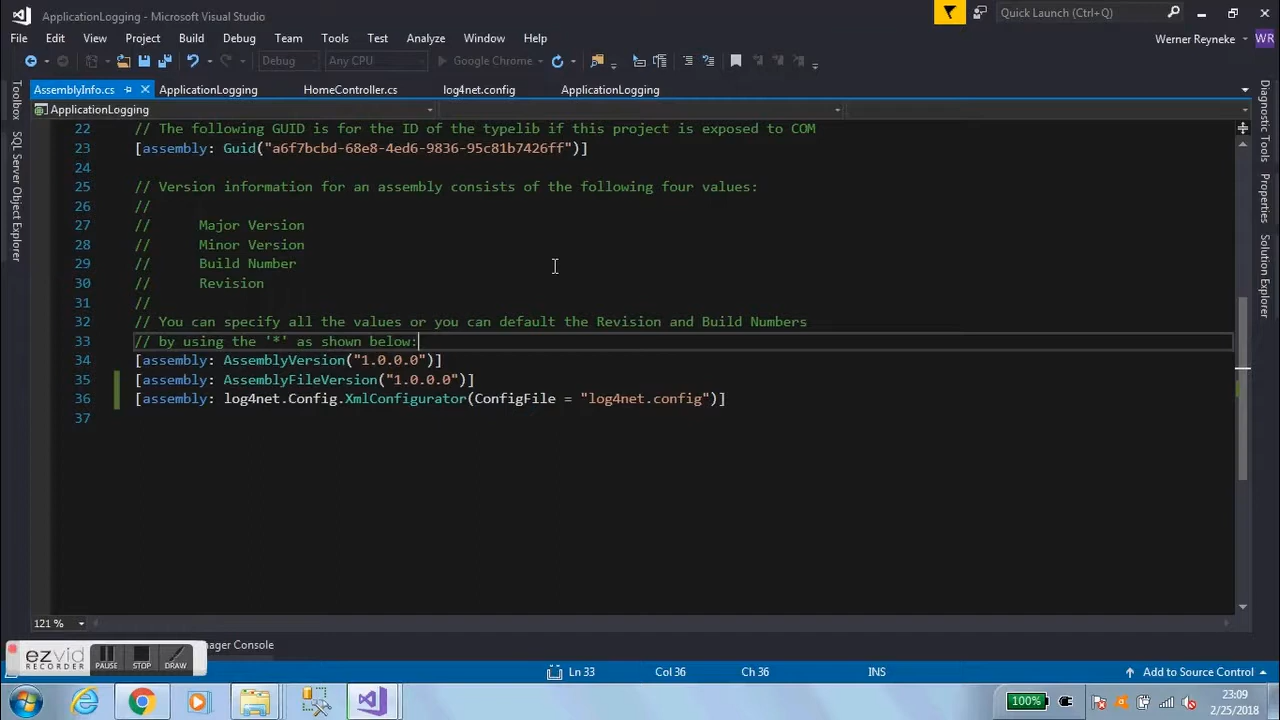 ApplicationLogging - Microsoft Visual Studio
Quick Launch (Ctrl+Q)
File Edit View Project Build Debug Team Tools Test Analyze Window Help
Werner Reyneke WR
Debug Any CPU Google Chrome
AssemblyInfo.cs ApplicationLogging HomeController.cs log4net.config ApplicationLogging
ApplicationLogging
Toolbox
SQL Server Object Explorer
22 // The following GUID is for the ID of the typelib if this project is exposed to COM
23 [assembly: Guid("a6f7bcbd-68e8-4ed6-9836-95c81b7426ff")]
24
25 // Version information for an assembly consists of the following four values:
26 //
27 // Major Version
28 // Minor Version
29 // Build Number
30 // Revision
31 //
32 // You can specify all the values or you can default the Revision and Build Numbers
33 // by using the '*' as shown below:
34 [assembly: AssemblyVersion("1.0.0.0")]
35 [assembly: AssemblyFileVersion("1.0.0.0")]
36 [assembly: log4net.Config.XmlConfigurator(ConfigFile = "log4net.config")]
37
Diagnostic Tools
Properties
Solution Explorer
121 %
ager Console
ezvid
RECORDER
PAUSE STOP DRAW
Ln 33 Col 36 Ch 36 INS Add to Source Control
100%
23:09
2/25/2018